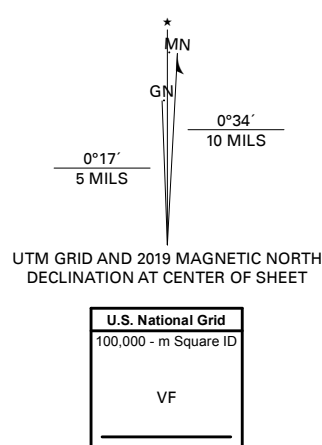 ★
MN
GN
0°34´
10 MILS
0°17´
5 MILS
UTM GRID AND 2019 MAGNETIC NORTH
DECLINATION AT CENTER OF SHEET
U.S. National Grid
100,000 - m Square ID
VF